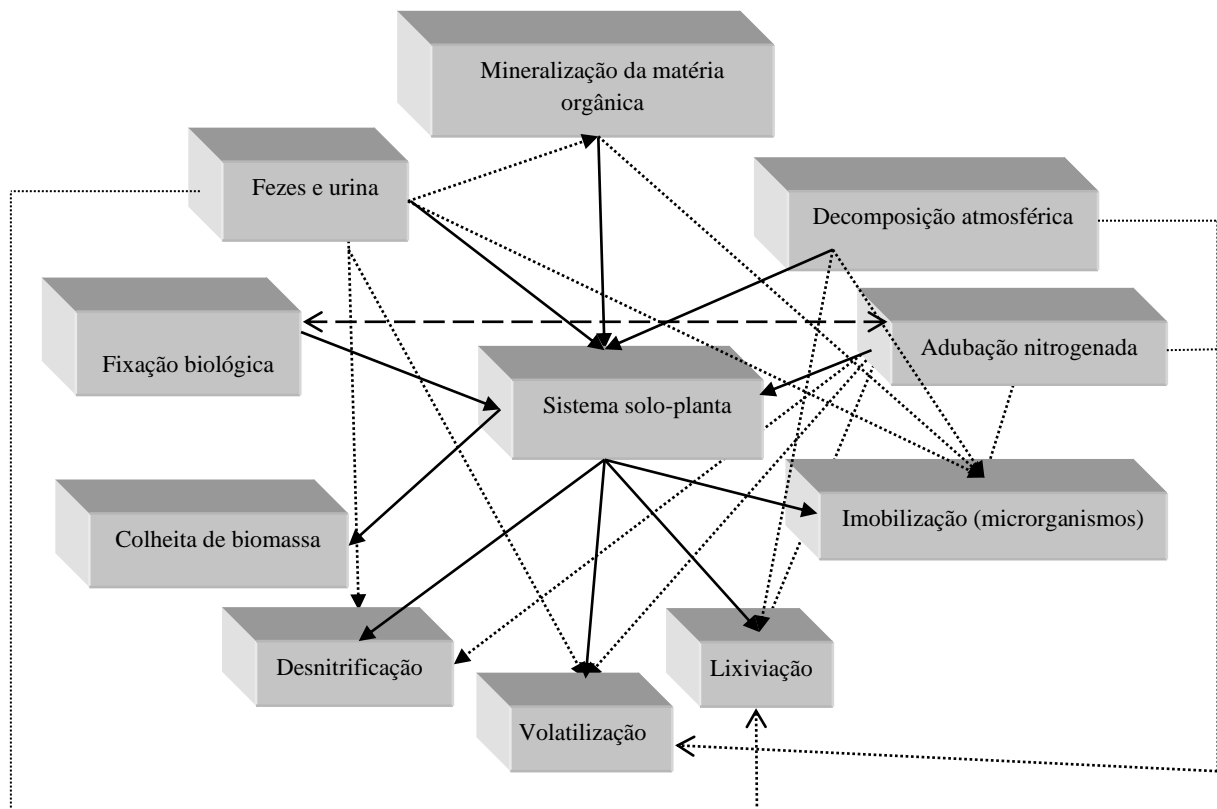 Mineralização da matéria
orgânica
Fezes e urina
Decomposição atmosférica
Fixação biológica
Adubação nitrogenada
Sistema solo-planta
Colheita de biomassa
Imobilização (microrganismos)
Desnitrificação
Lixiviação
Volatilização